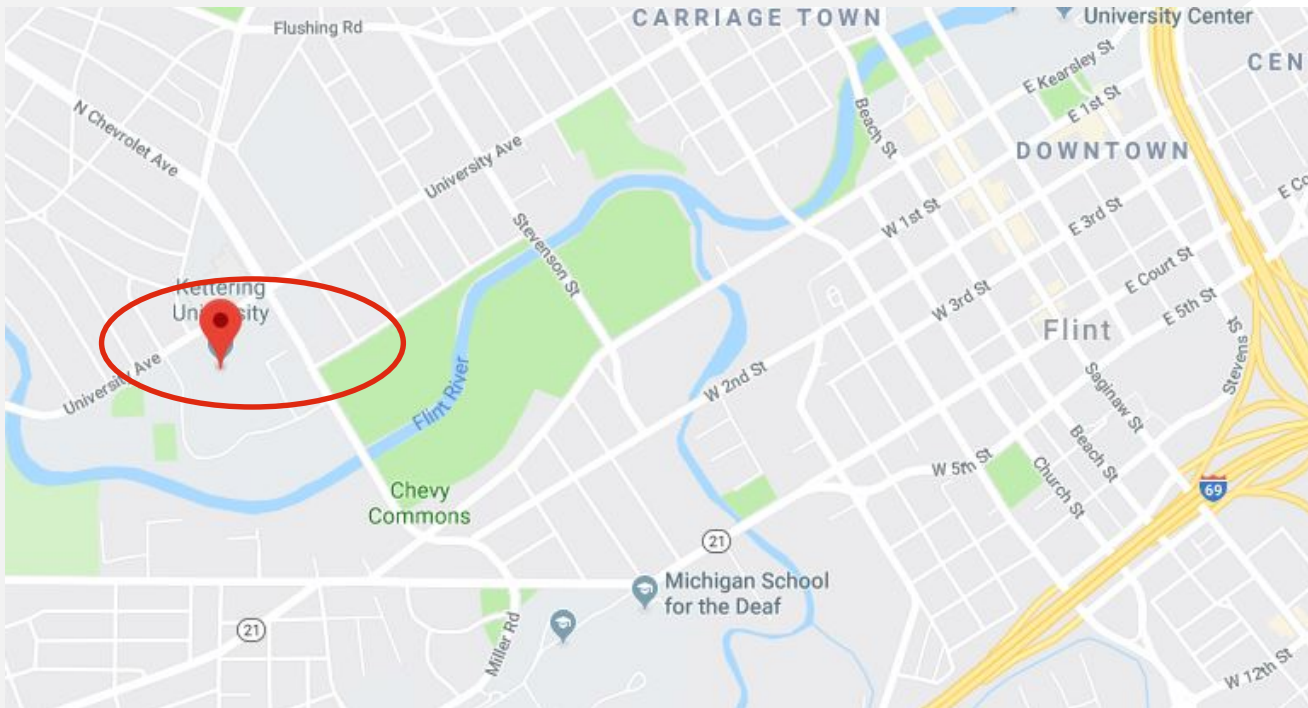 CARRIAGE TOWN
University Center
Flushing Rd
E Kearsley St
CEN
N Chevrolet Ave
E 1st St
Beach St
DOWNTOWN
University Ave
E Co
W 1st St
E 3rd St
Stevenson St
E Court St
Kettering
University
W 3rd St
E 5th St
Flint
Stevens St
University Ave
W 2nd St
Saginaw St
Flint River
Beach St
W 5th St
Church St
69
Chevy
Commons
21
Michigan School
for the Deaf
21
Miller Rd
W 12th St